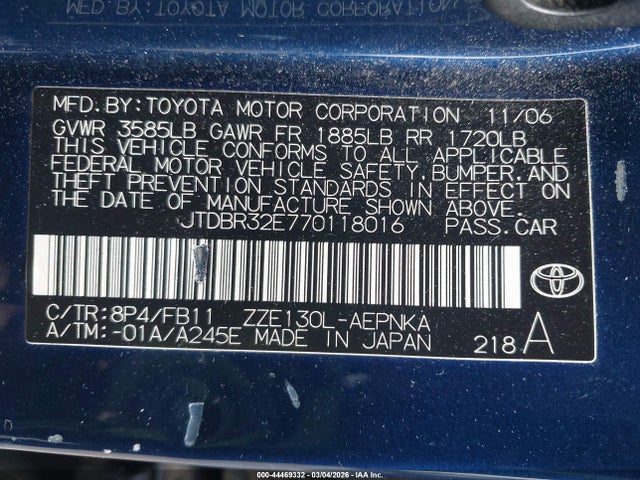 MFD. BY: TOYOTA MOTOR CORPORATION 11/06
GVWR 3585LB GAWR FR 1885LB RR 1720LB
THIS VEHICLE CONFORMS TO ALL APPLICABLE
FEDERAL MOTOR VEHICLE SAFETY, BUMPER, AND
THEFT PREVENTION STANDARDS IN EFFECT ON
THE DATE OF MANUFACTURE SHOWN ABOVE.
JTDBR32E770118016 PASS.CAR
C/TR:8P4/FB11 ZZE130L-AEPNKA
A/TM:-01A/A245E MADE IN JAPAN 218 A
000-44469332 - 03/04/2026 - IAA Inc.